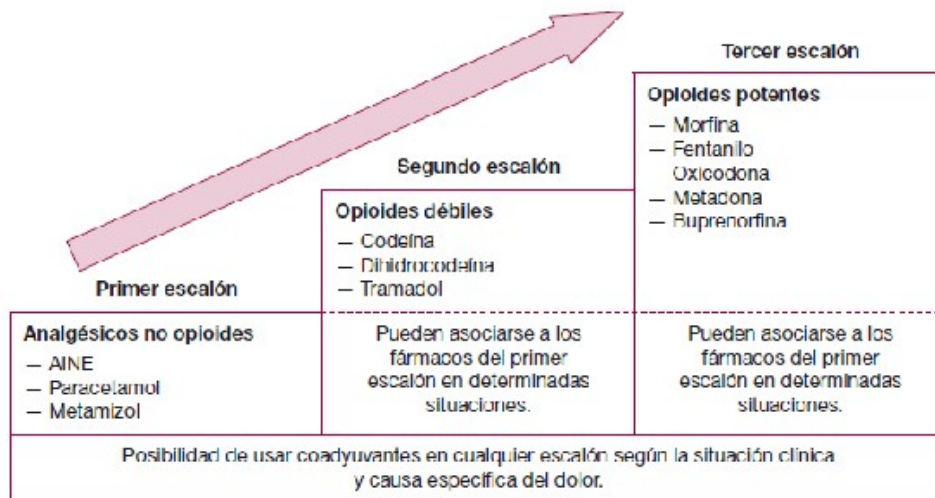 Tercer escalón
Opioides potentes
— Morfina
— Fentanilo
Oxicodona
— Metadona
— Buprenorfina
Segundo escalón
Opioides débiles
— Codeína
— Dihidrocodeína
— Tramadol
Primer escalón
Analgésicos no opioides
— AINE
— Paracetamol
— Metamizol
Pueden asociarse a los
fármacos del primer
escalón en determinadas
situaciones.
Pueden asociarse a los
fármacos del primer
escalón en determinadas
situaciones.
Posibilidad de usar coadyuvantes en cualquier escalón según la situación clínica
y causa específica del dolor.